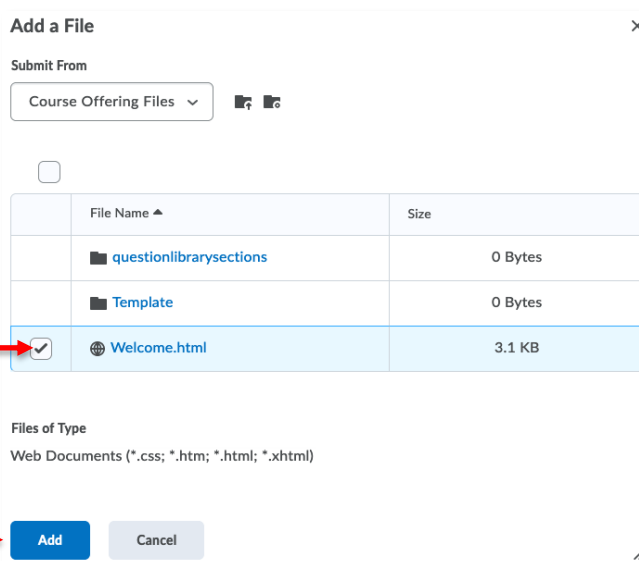 Add a File
Submit From
Course Offering Files
File Name Size
questionlibrarysections 0 Bytes
Template 0 Bytes
Welcome.html 3.1 KB
Files of Type
Web Documents (*.css; *.htm; *.html; *.xhtml)
Add Cancel